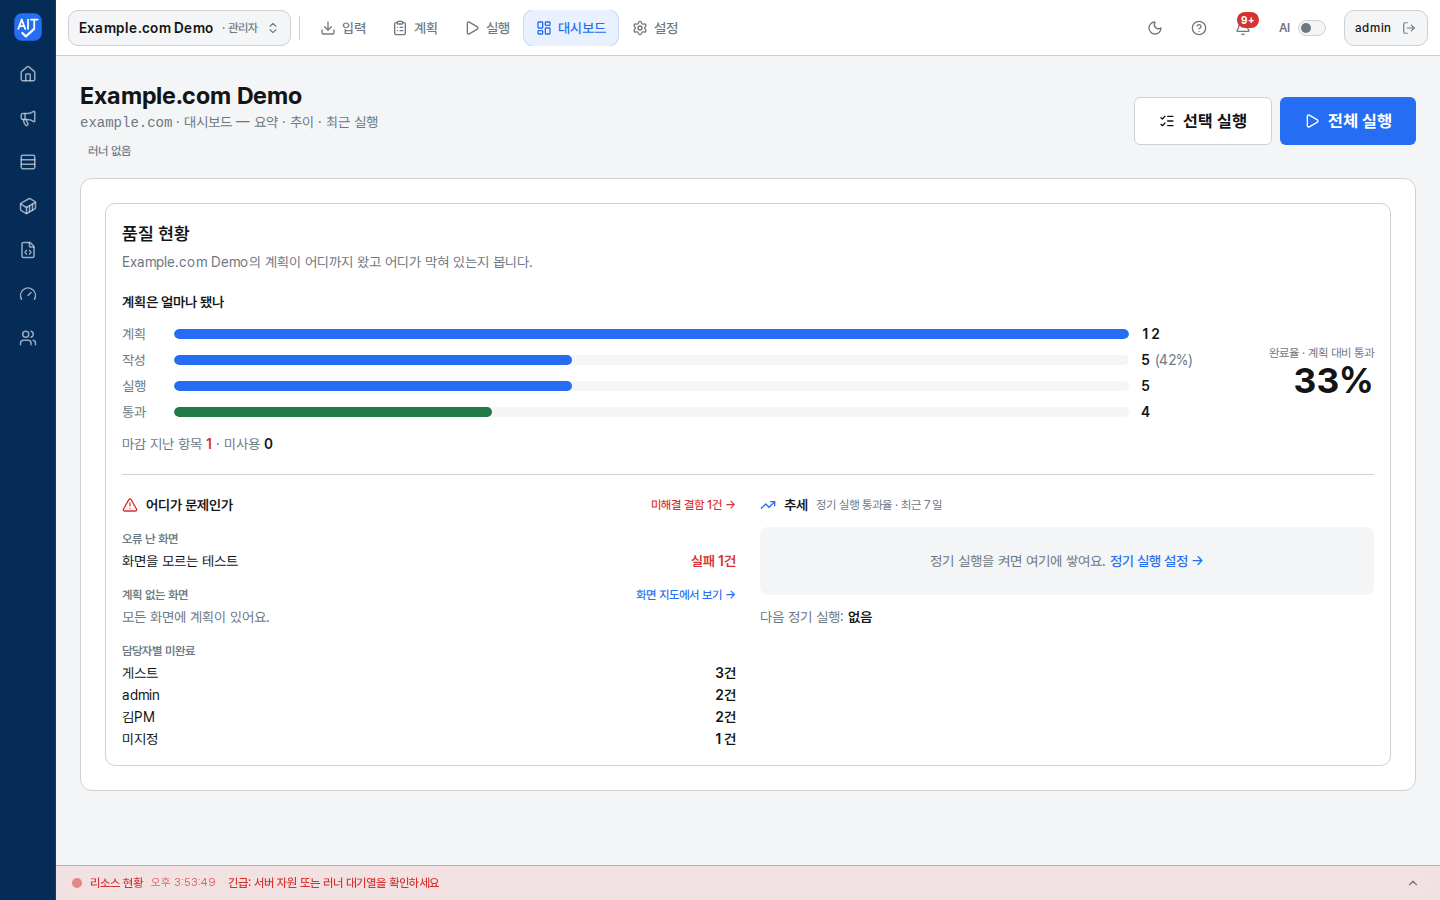 AIT
Example.com Demo · 관리자
입력
계획
실행
대시보드
설정
9+
AI
admin
Example.com Demo
example.com · 대시보드 — 요약 · 추이 · 최근 실행
러너 없음
선택 실행
전체 실행
품질 현황
Example.com Demo의 계획이 어디까지 왔고 어디가 막혀 있는지 봅니다.
계획은 얼마나 됐나
계획 12
작성 5 (42%)
실행 5
통과 4
완료율 · 계획 대비 통과
33%
마감 지난 항목 1 · 미사용 0
어디가 문제인가
미해결 결함 1건 →
오류 난 화면
화면을 모르는 테스트 실패 1건
계획 없는 화면 화면 지도에서 보기 →
모든 화면에 계획이 있어요.
담당자별 미완료
게스트 3건
admin 2건
김PM 2건
미지정 1건
추세 정기 실행 통과율 · 최근 7일
정기 실행을 켜면 여기에 쌓여요. 정기 실행 설정 →
다음 정기 실행: 없음
리소스 현황 오후 3:53:49 긴급: 서버 자원 또는 러너 대기열을 확인하세요